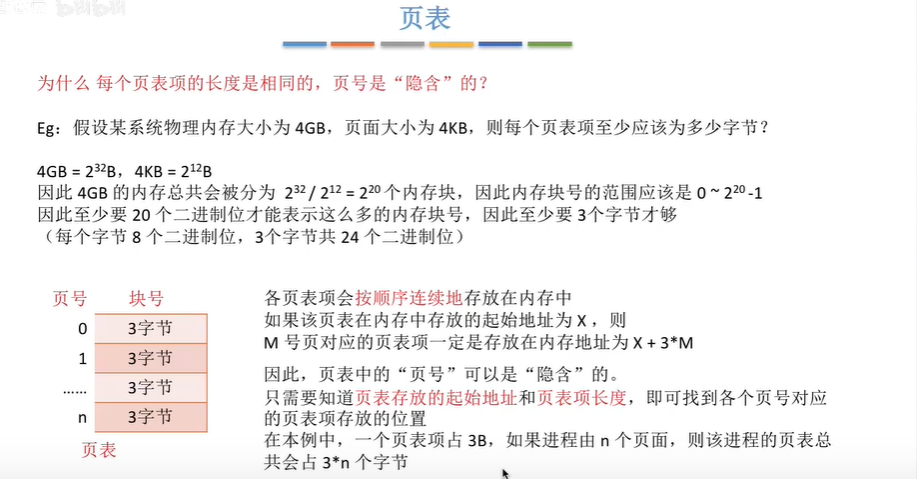 页表
为什么 每个页表项的长度是相同的，页号是“隐含”的？
Eg：假设某系统物理内存大小为 4GB，页面大小为 4KB，则每个页表项至少应该为多少字节？
4GB = 2³²B，4KB = 2¹²B
因此 4GB 的内存总共会被分为 2³² / 2¹² = 2²⁰ 个内存块，因此内存块号的范围应该是 0 ~ 2²⁰ -1
因此至少要 20 个二进制位才能表示这么多的内存块号，因此至少要 3个字节才够
（每个字节 8 个二进制位，3个字节共 24 个二进制位）
页号 块号
0 3字节
1 3字节
…… 3字节
n 3字节
页表
各页表项会按顺序连续地存放在内存中
如果该页表在内存中存放的起始地址为 X ，则
M 号页对应的页表项一定是存放在内存地址为 X + 3*M
因此，页表中的“页号”可以是“隐含”的。
只需要知道页表存放的起始地址和页表项长度，即可找到各个页号对应
的页表项存放的位置
在本例中，一个页表项占 3B，如果进程由 n 个页面，则该进程的页表总
共会占 3*n 个字节